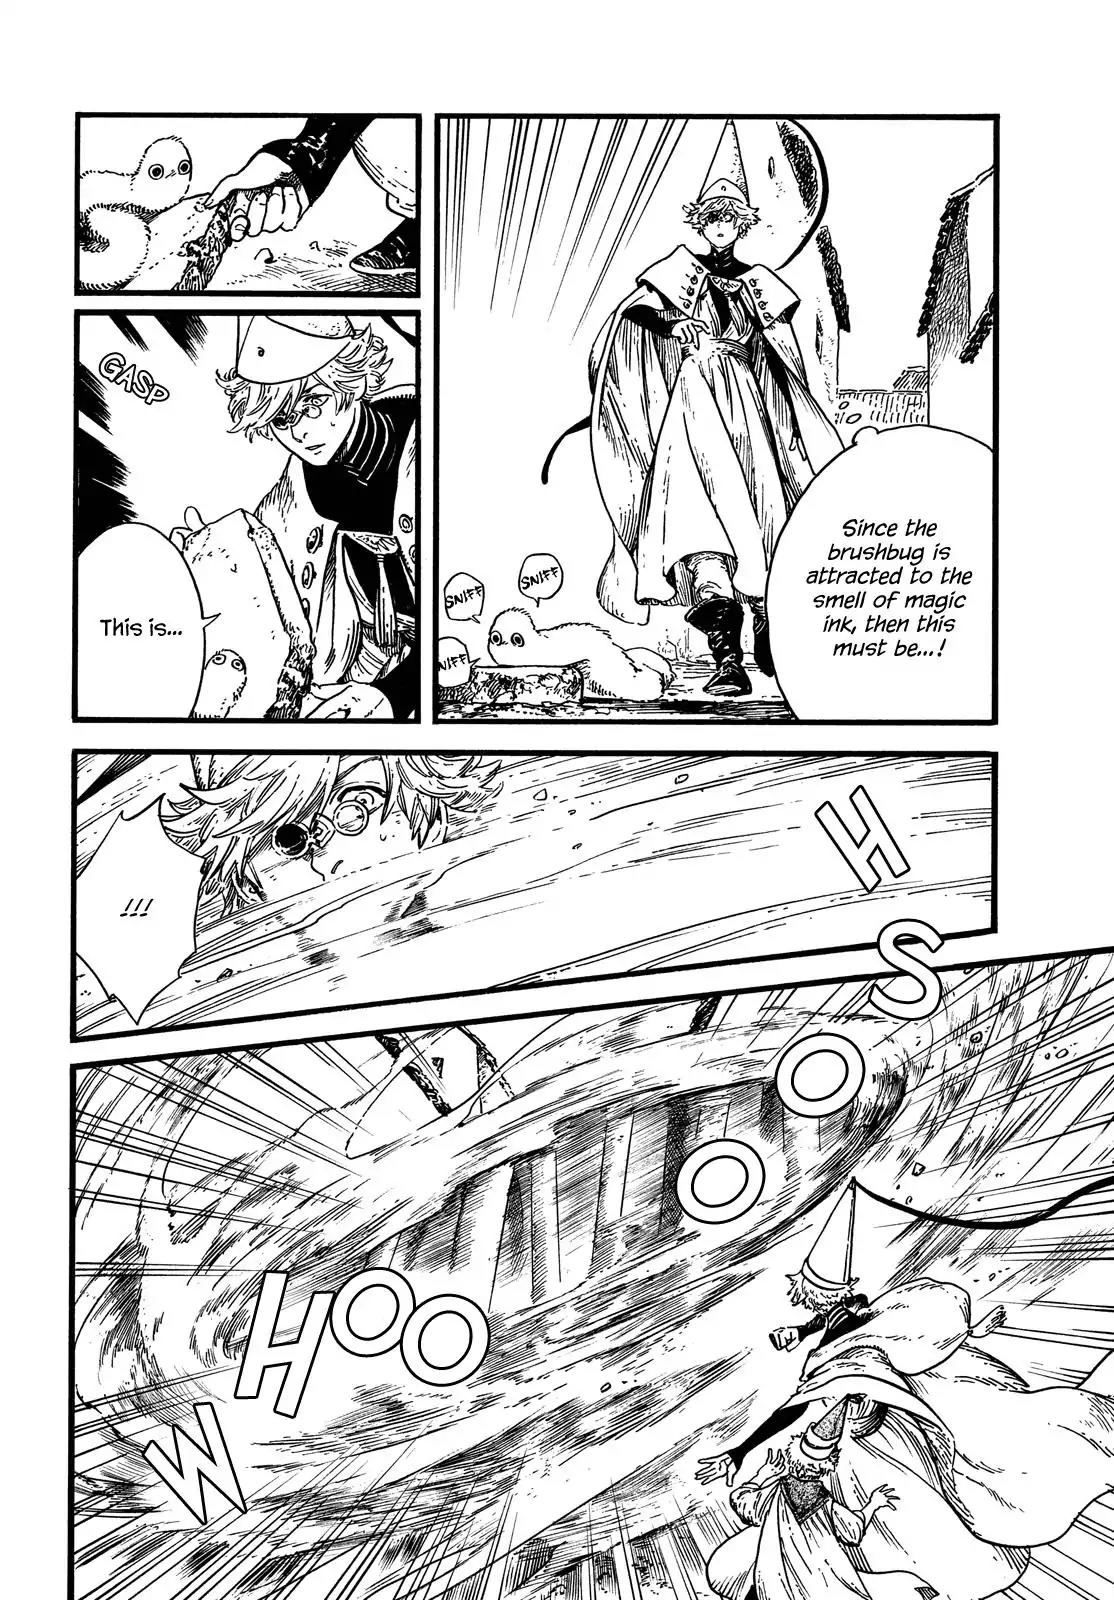 Since the
brushbug is
attracted to the
smell of magic
ink, then this
must be...!
SNIFF
SNIFF
SNIFF
GASP
This is...
!!!
WHOOOOSH